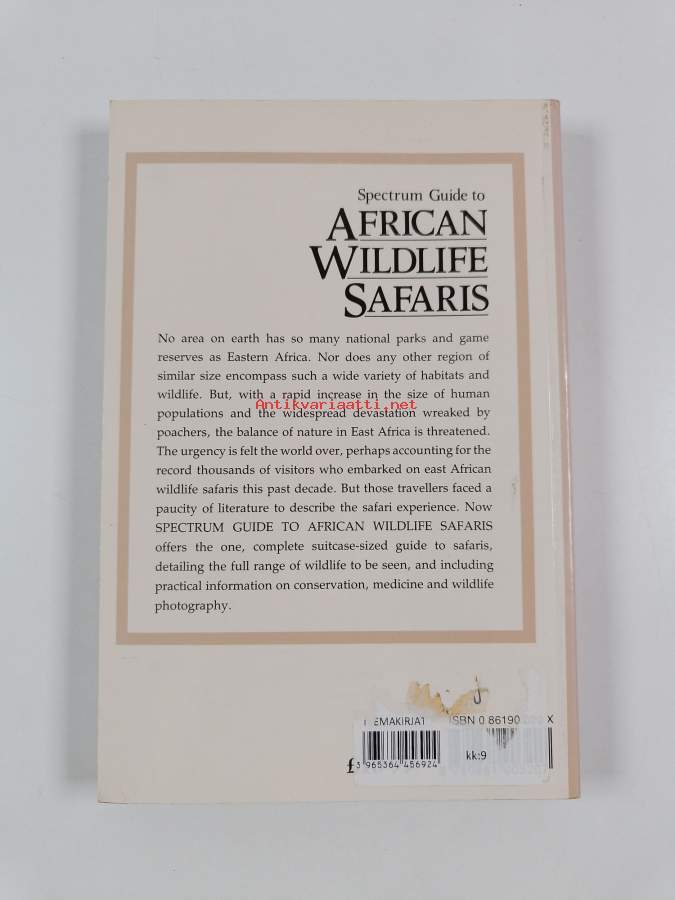 Spectrum Guide to
AFRICAN
WILDLIFE
SAFARIS
No area on earth has so many national parks and game
reserves as Eastern Africa. Nor does any other region of
similar size encompass such a wide variety of habitats and
wildlife. But, with a rapid increase in the size of human
Antikvariaatti.net
populations and the widespread devastation wreaked by
poachers, the balance of nature in East Africa is threatened.
The urgency is felt the world over, perhaps accounting for the
record thousands of visitors who embarked on east African
wildlife safaris this past decade. But those travellers faced a
paucity of literature to describe the safari experience. Now
SPECTRUM GUIDE TO AFRICAN WILDLIFE SAFARIS
offers the one, complete suitcase-sized guide to safaris,
detailing the full range of wildlife to be seen, and including
practical information on conservation, medicine and wildlife
photography.
EMAKIRJAT ISBN 0 86190 X
kk:9
£
3 965364 456924